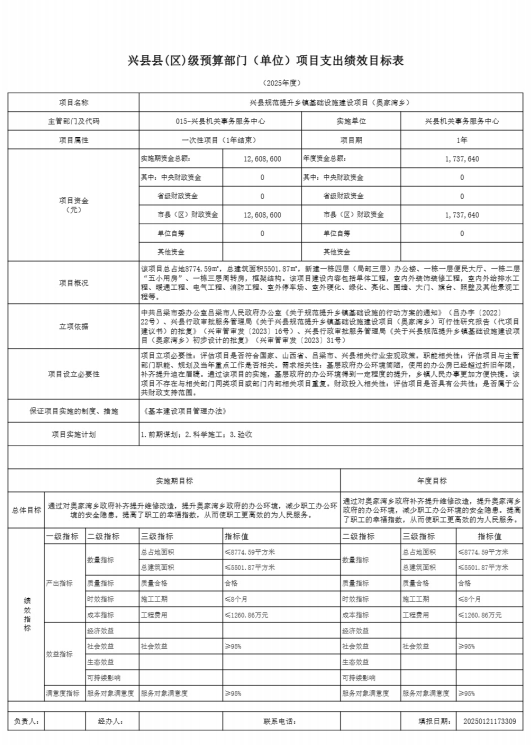 兴县县(区)级预算部门（单位）项目支出绩效目标表
（2025年度）
项目名称 兴县规范提升乡镇基础设施建设项目（奥家湾乡）
主管部门及代码 015-兴县机关事务服务中心 实施单位 兴县机关事务服务中心
项目属性 一次性项目（1年结束） 项目期 1年
项目资金（元）
实施期资金总额： 12,608,600 年度资金总额： 1,737,640
其中：中央财政资金 0 其中：中央财政资金 0
省级财政资金 0 省级财政资金 0
市县（区）财政资金 12,608,600 市县（区）财政资金 1,737,640
单位自筹 0 单位自筹 0
其他资金 其他资金
项目概况
该项目总占地8774.59㎡，总建筑面积5501.87㎡，新建一栋四层（局部三层）办公楼、一栋一层便民大厅、一栋二层
“五小用房”、一栋三层周转房，框架结构。该项目建设内容包括单体工程，室内外装饰装修工程，室内外给排水工
程、暖通工程、电气工程、消防工程、室外停车场、室外硬化、绿化、亮化、围墙、大门、旗台、照壁及其他景观工
程等。
立项依据
中共吕梁市委办公室吕梁市人民政府办公室《关于规范提升乡镇基础设施的行动方案的通知》（吕办字〔2022〕
22号）、兴县行政审批服务管理局《关于兴县规范提升乡镇基础设施建设项目（奥家湾乡）可行性研究报告（代项目
建议书）的批复》（兴审管审发〔2023〕16号）、兴县行政审批服务管理局《关于兴县规范提升乡镇基础设施建设项
目（奥家湾乡）初步设计的批复》（兴审管审发〔2023〕31号）
项目设立必要性
项目立项必要性：评估项目是否符合国家、山西省、吕梁市、兴县相关行业宏观政策。职能相关性：评估项目与主管
部门职能、规划及当年重点工作是否相关。需求相关性：基层政府办公环境简陋，使用的办公房已经超过折旧年限，
补齐提升迫在眉睫。通过该项目的实施，基层政府的办公环境得到一定程度的提升，乡镇人民办事更加方便快捷。该
项目不存在与相关部门同类项目或部门内部相关项目重复。财政投入相关性：评估项目是否具有公共性，是否属于公
共财政支持范围。
保证项目实施的制度、措施 《基本建设项目管理办法》
项目实施计划 1.前期谋划；2.科学施工；3.验收
实施期目标 年度目标
总体目标
通过对奥家湾乡政府补齐提升维修改造，提升奥家湾乡政府的办公环境，减少职工办公环
境的安全隐患。提高了职工的幸福指数，从而使职工更高效的为人民服务。
通过对奥家湾乡政府补齐提升维修改造，提升奥家湾乡
政府的办公环境，减少职工办公环境的安全隐患。提高
了职工的幸福指数，从而使职工更高效的为人民服务。
绩效指标
一级指标 二级指标 三级指标 指标值 二级指标 三级指标 指标值
产出指标
数量指标 总占地面积 ≤8774.59平方米 数量指标 总占地面积 ≤8774.59平方米
总建筑面积 ≤5501.87平方米 总建筑面积 ≤5501.87平方米
质量指标 质量合格 合格 质量指标 质量合格 合格
时效指标 施工工期 ≤8个月 时效指标 施工工期 ≤8个月
成本指标 工程费用 ≤1260.86万元 成本指标 工程费用 ≤1260.86万元
效益指标
经济效益 经济效益
社会效益 社会效益 ≥95% 社会效益 社会效益 ≥95%
生态效益 生态效益
可持续影响 可持续影响
满意度指标 服务对象满意度 服务对象满意度 ≥95% 服务对象满意度 服务对象满意度 ≥95%
负责人： 经办人： 联系电话： 填报日期： 20250121173309